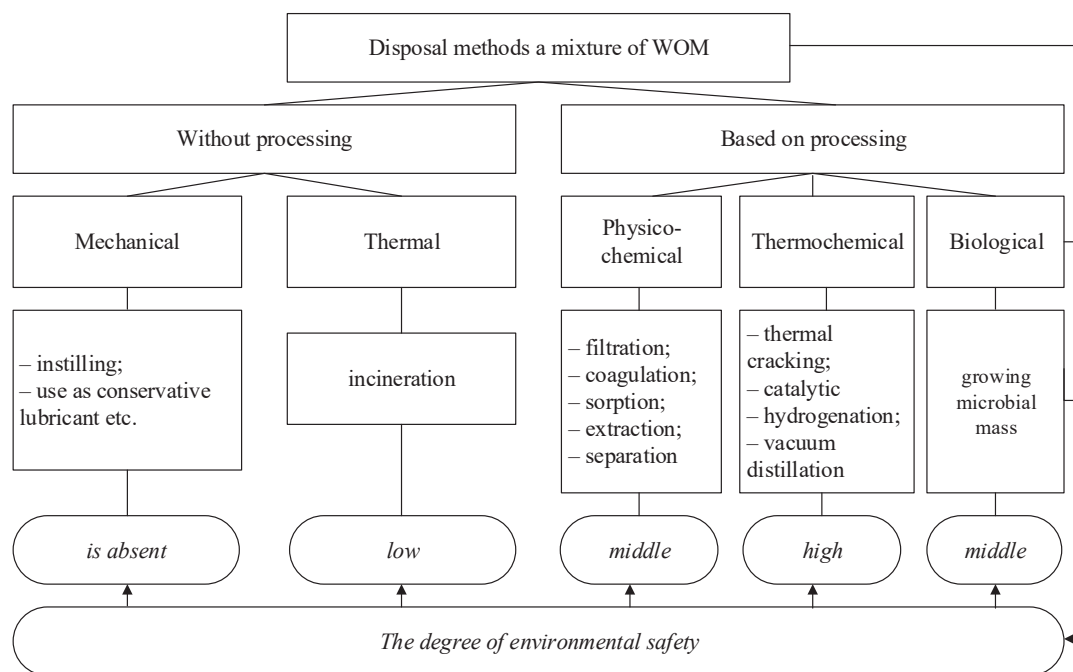 Disposal methods a mixture of WOM
Without processing
Based on processing
Mechanical
Thermal
Physico-
chemical
Thermochemical
Biological
– instilling;
– use as conservative
lubricant etc.
incineration
– filtration;
– coagulation;
– sorption;
– extraction;
– separation
– thermal
cracking;
– catalytic
– hydrogenation;
– vacuum
distillation
growing
microbial
mass
is absent
low
middle
high
middle
The degree of environmental safety